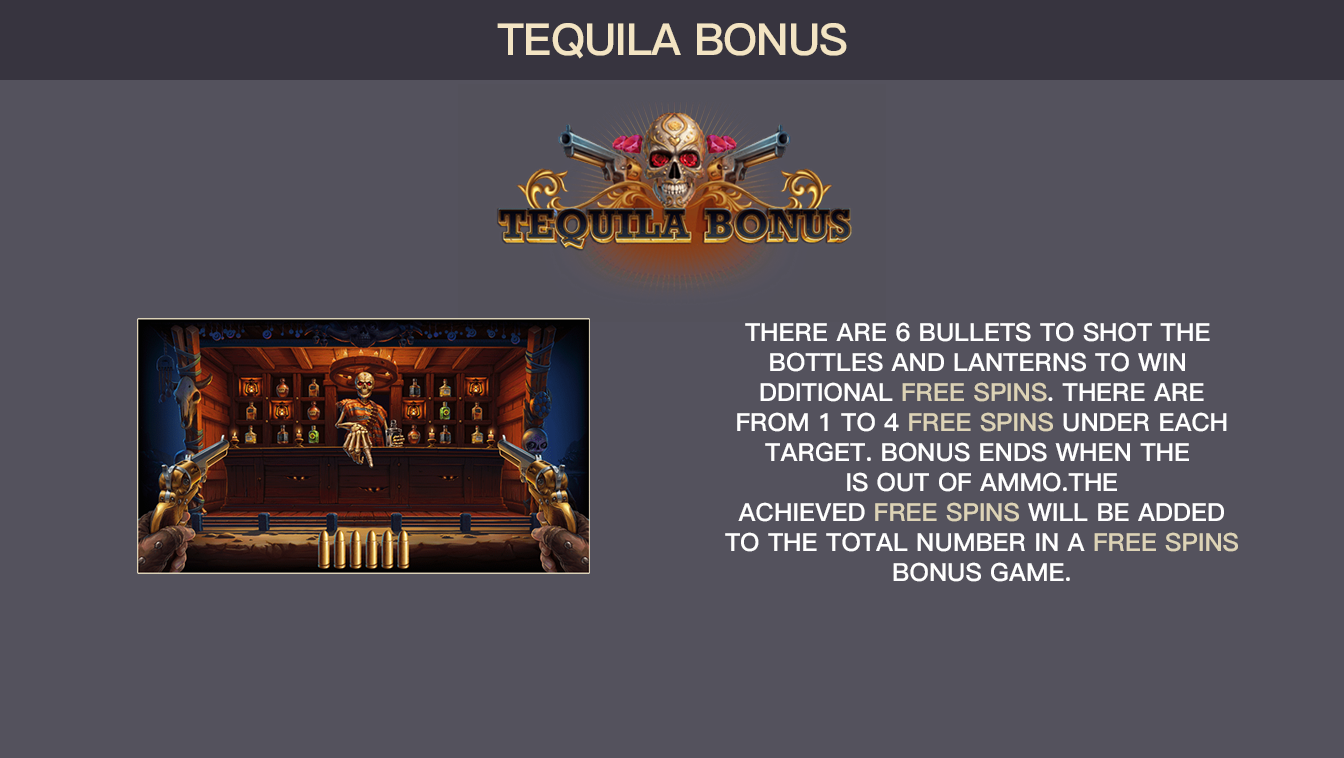 TEQUILA BONUS
TEQUILA BONUS
THERE ARE 6 BULLETS TO SHOT THE
BOTTLES AND LANTERNS TO WIN
DDITIONAL FREE SPINS. THERE ARE
FROM 1 TO 4 FREE SPINS UNDER EACH
TARGET. BONUS ENDS WHEN THE
IS OUT OF AMMO.THE
ACHIEVED FREE SPINS WILL BE ADDED
TO THE TOTAL NUMBER IN A FREE SPINS
BONUS GAME.